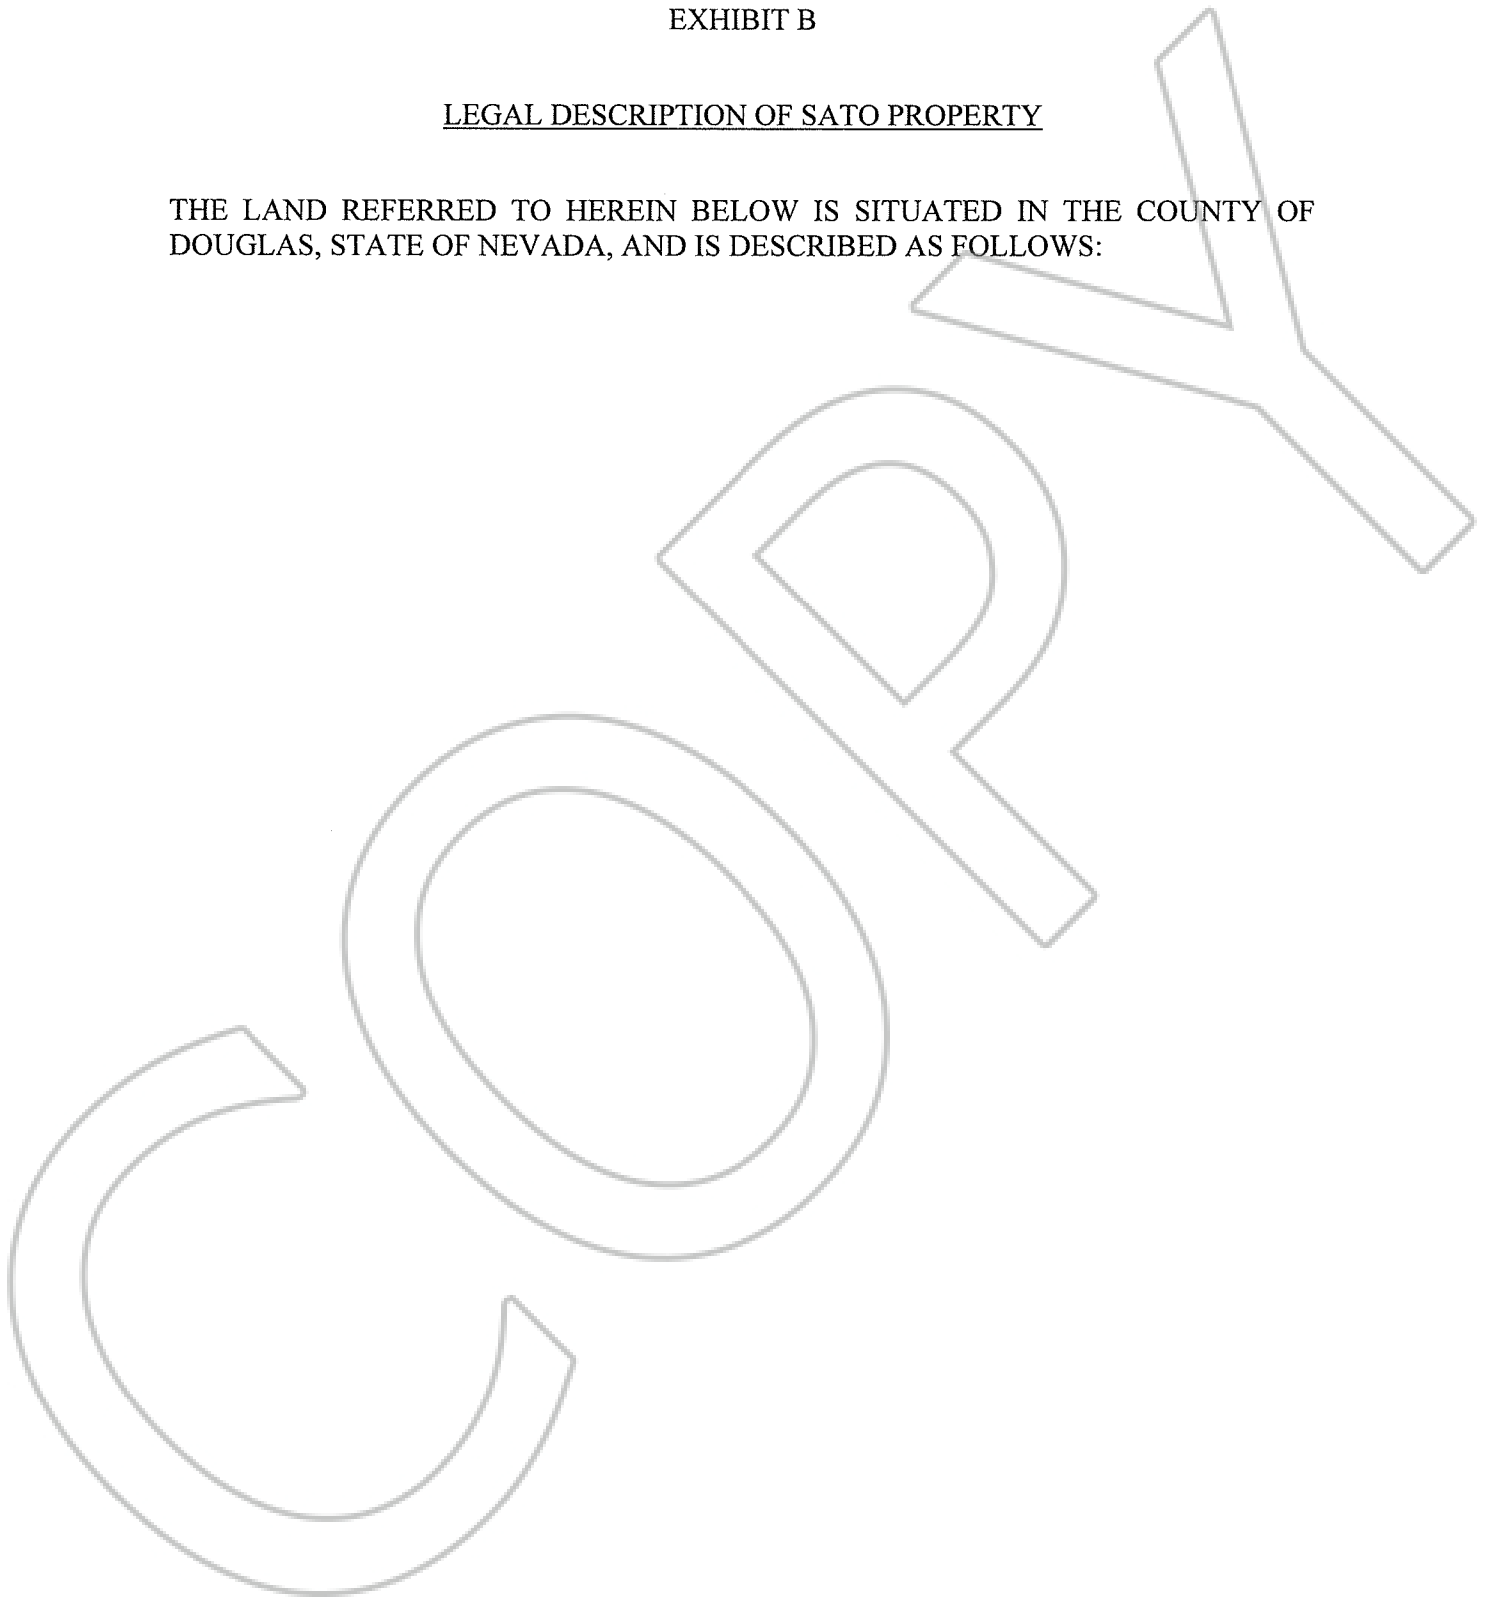 EXHIBIT B
LEGAL DESCRIPTION OF SATO PROPERTY
THE LAND REFERRED TO HEREIN BELOW IS SITUATED IN THE COUNTY OF
DOUGLAS, STATE OF NEVADA, AND IS DESCRIBED AS FOLLOWS:
COPY